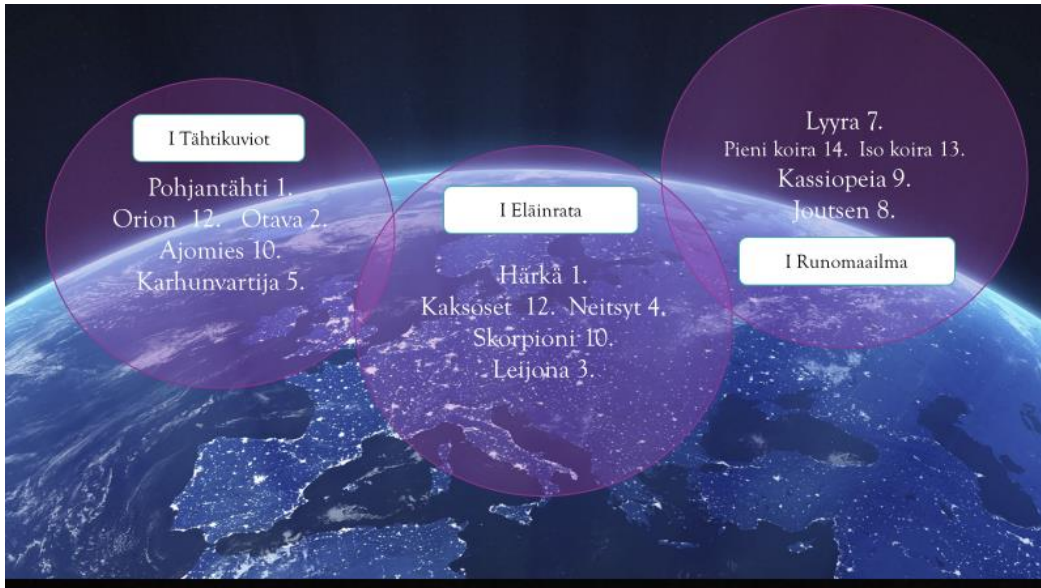 I Tähtikuviot
Pohjantähti 1.
Orion 12. Otava 2.
Ajomies 10.
Karhunvartija 5.
I Eläinrata
Härkä 1.
Kaksoset 12. Neitsyt 4.
Skorpioni 10.
Leijona 3.
Lyyra 7.
Pieni koira 14. Iso koira 13.
Kassiopeia 9.
Joutsen 8.
I Runomaailma